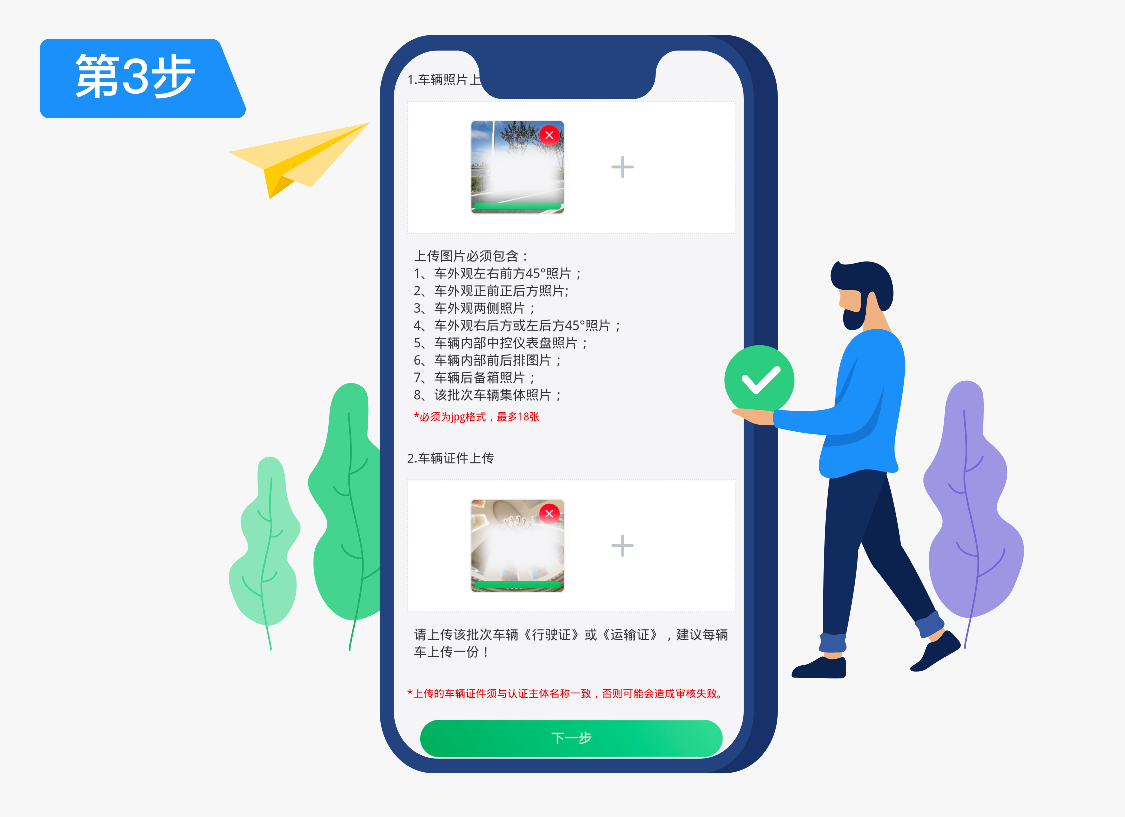 第3步
1.车辆照片上
上传图片必须包含：
1、车外观左右前方45°照片；
2、车外观正前正后方照片;
3、车外观两侧照片；
4、车外观右后方或左后方45°照片；
5、车辆内部中控仪表盘照片；
6、车辆内部前后排图片；
7、车辆后备箱照片；
8、该批次车辆集体照片；
*必须为jpg格式，最多18张
2.车辆证件上传
请上传该批次车辆《行驶证》或《运输证》，建议每辆
车上传一份！
*上传的车辆证件须与认证主体名称一致，否则可能会造成审核失败。
下一步